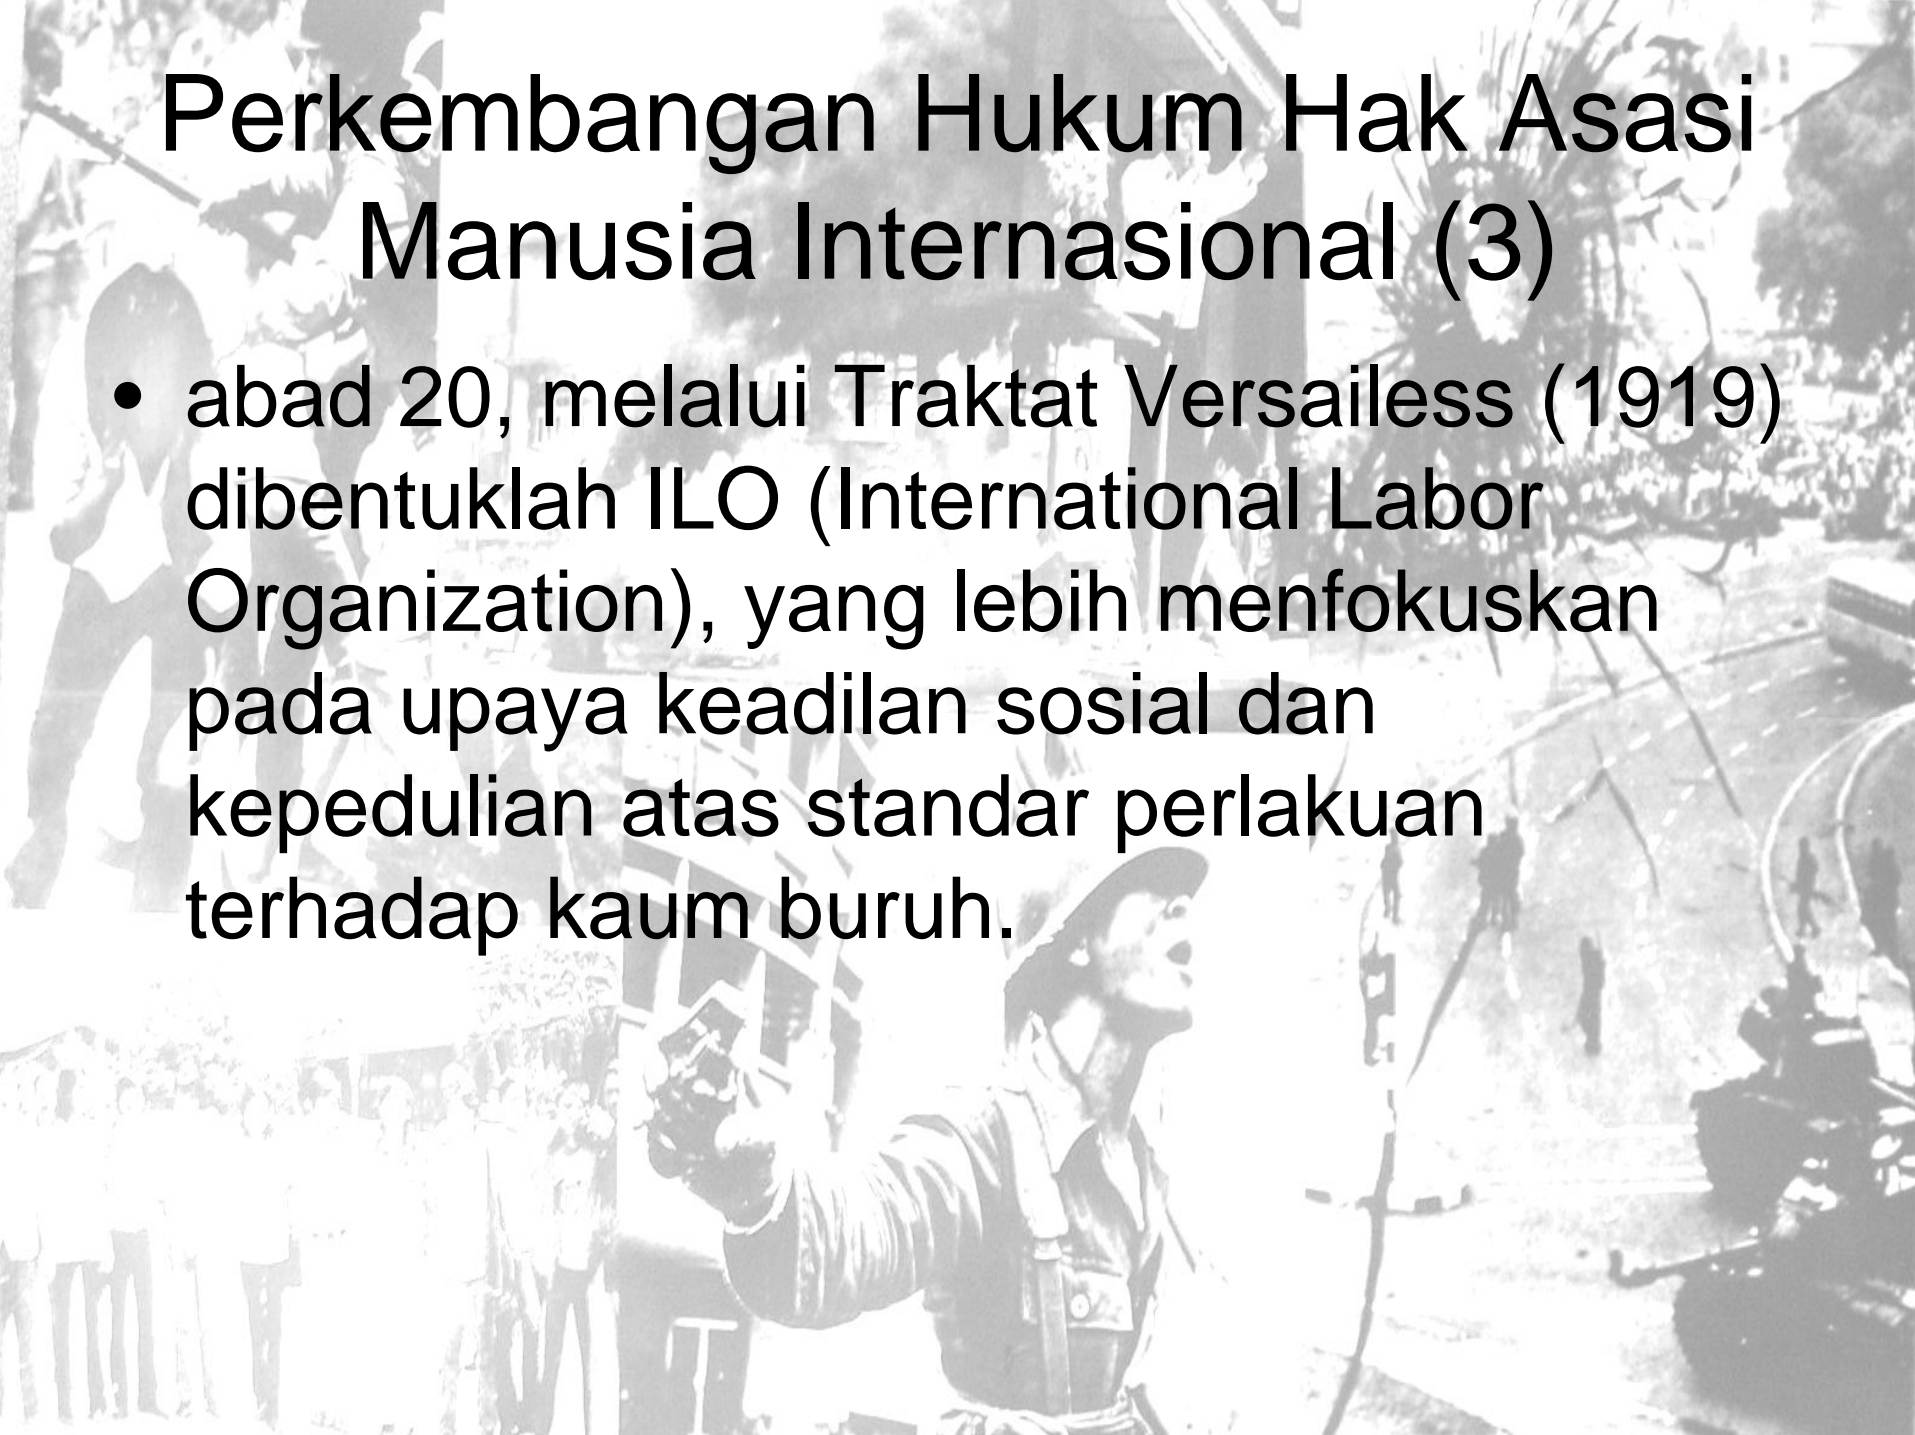 Perkembangan Hukum Hak Asasi
Manusia Internasional (3)
• abad 20, melalui Traktat Versailess (1919)
dibentuklah ILO (International Labor
Organization), yang lebih menfokuskan
pada upaya keadilan sosial dan
kepedulian atas standar perlakuan
terhadap kaum buruh.